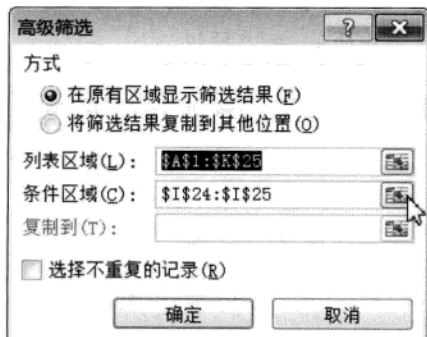 高级筛选
方式
在原有区域显示筛选结果(F)
将筛选结果复制到其他位置(O)
列表区域(L): $A$1:$K$25
条件区域(C): $I$24:$I$25
复制到(T):
选择不重复的记录(R)
确定 取消